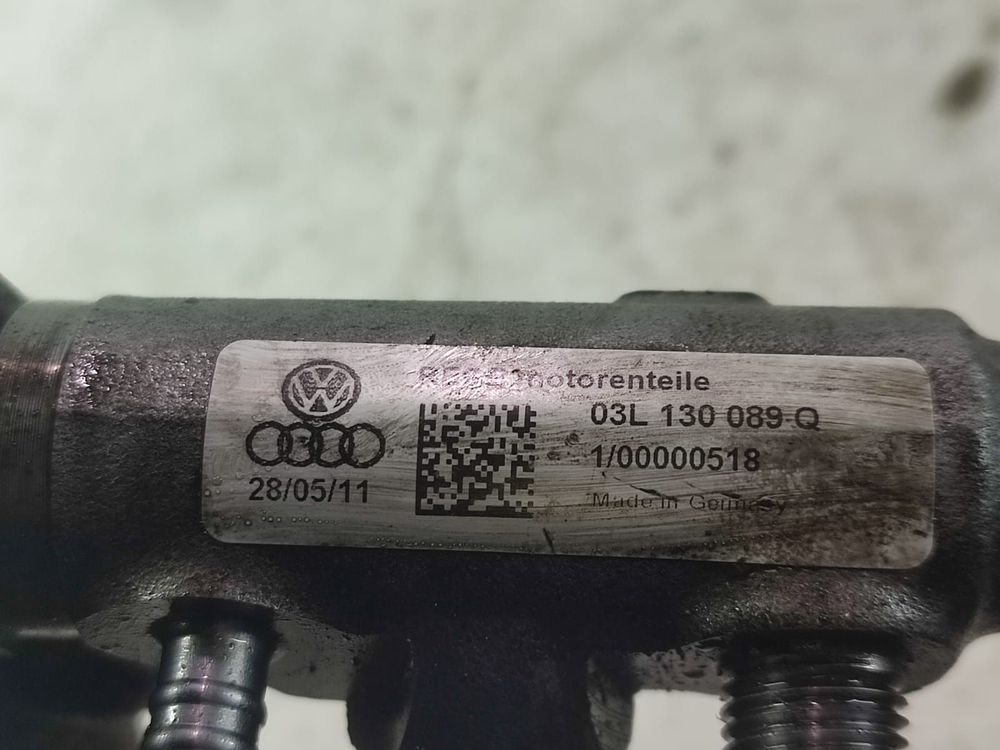 motorenteile
03L 130 089 Q
1/00000518
Made in Germany
28/05/11